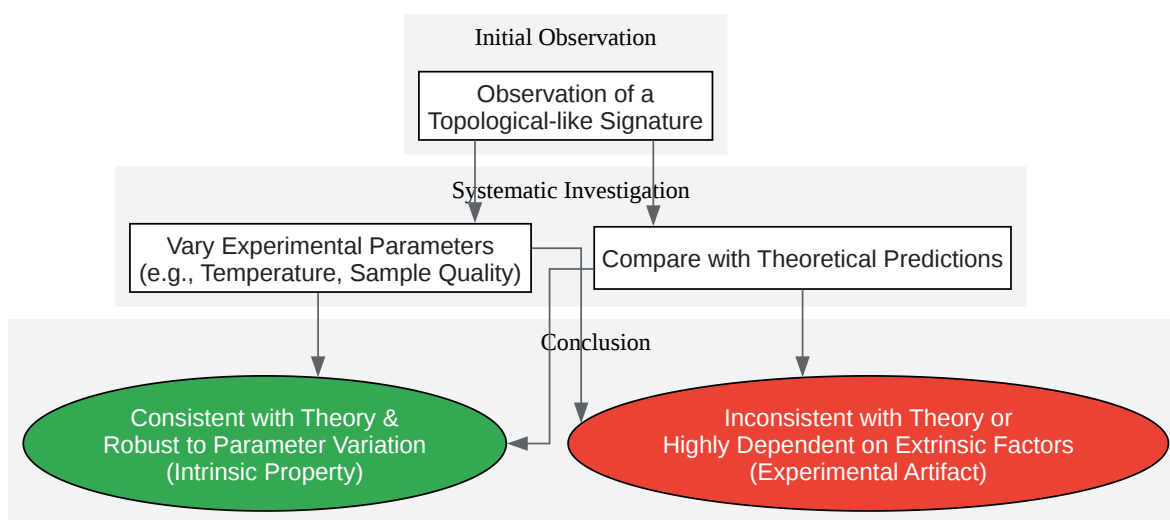 Initial Observation
Observation of a
Topological-like Signature
Systematic Investigation
Vary Experimental Parameters
(e.g., Temperature, Sample Quality)
Compare with Theoretical Predictions
Conclusion
Consistent with Theory &
Robust to Parameter Variation
(Intrinsic Property)
Inconsistent with Theory or
Highly Dependent on Extrinsic Factors
(Experimental Artifact)